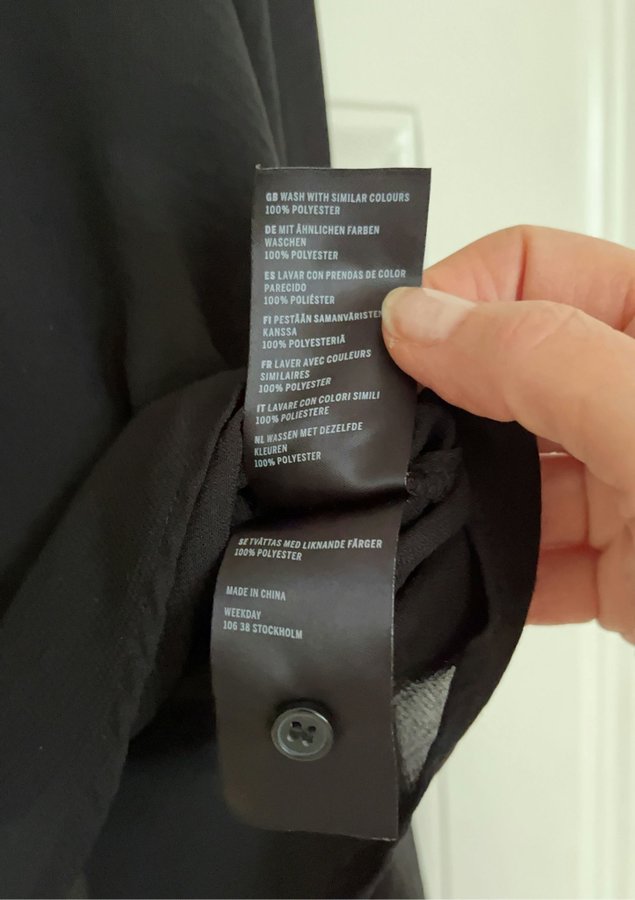 GB WASH WITH SIMILAR COLOURS
100% POLYESTER
DE MIT ÄHNLICHEN FARBEN
WASCHEN
100% POLYESTER
ES LAVAR CON PRENDAS DE COLOR
PARECIDO
100% POLIÉSTER
FI PESTÄÄN SAMANVÄRISTEN
KANSSA
100% POLYESTERIÄ
FR LAVER AVEC COULEURS
SIMILAIRES
100% POLYESTER
IT LAVARE CON COLORI SIMILI
100% POLIESTERE
NL WASSEN MET DEZELFDE
KLEUREN
100% POLYESTER
SE TVÄTTAS MED LIKNANDE FÄRGER
100% POLYESTER
MADE IN CHINA
WEEKDAY
106 38 STOCKHOLM